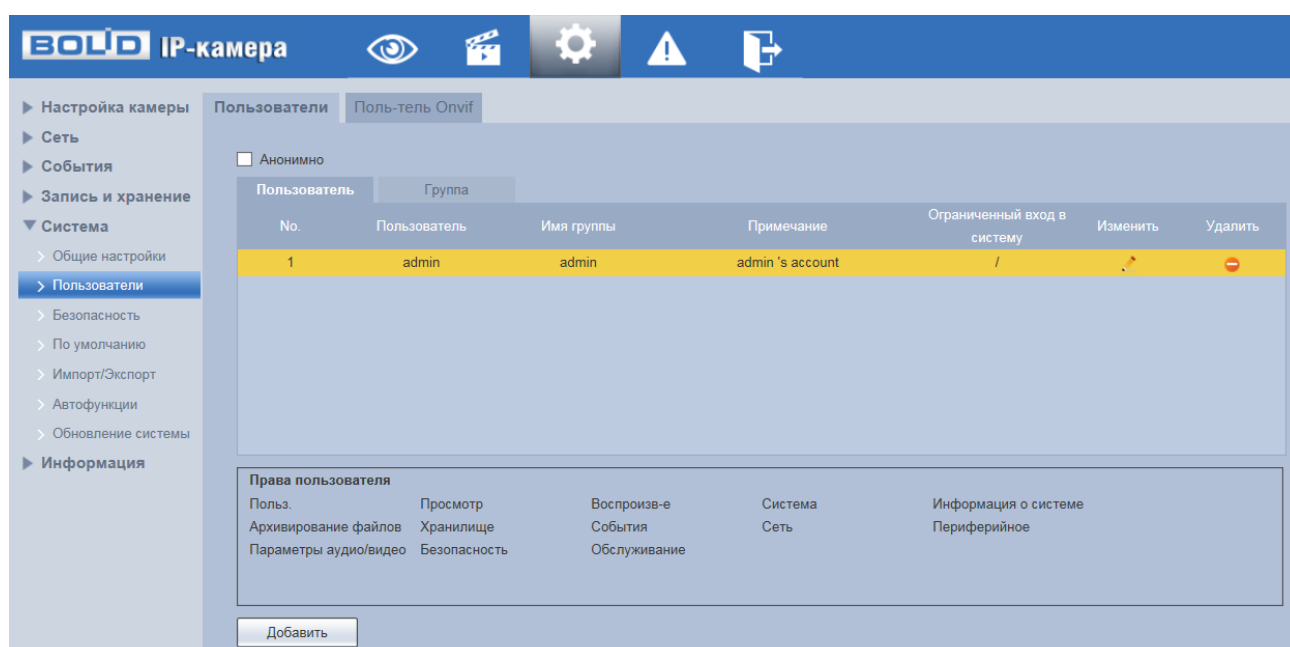 BOLID IP-камера
Настройка камеры
Сеть
События
Запись и хранение
Система
Общие настройки
Пользователи
Безопасность
По умолчанию
Импорт/Экспорт
Автофункции
Обновление системы
Информация
Пользователи Поль-тель Onvif
Анонимно
Пользователь Группа
No. Пользователь Имя группы Примечание Ограниченный вход в систему Изменить Удалить
1 admin admin admin 's account /
Права пользователя
Польз. Просмотр Воспроизв-е Система Информация о системе
Архивирование файлов Хранилище События Сеть Периферийное
Параметры аудио/видео Безопасность Обслуживание
Добавить